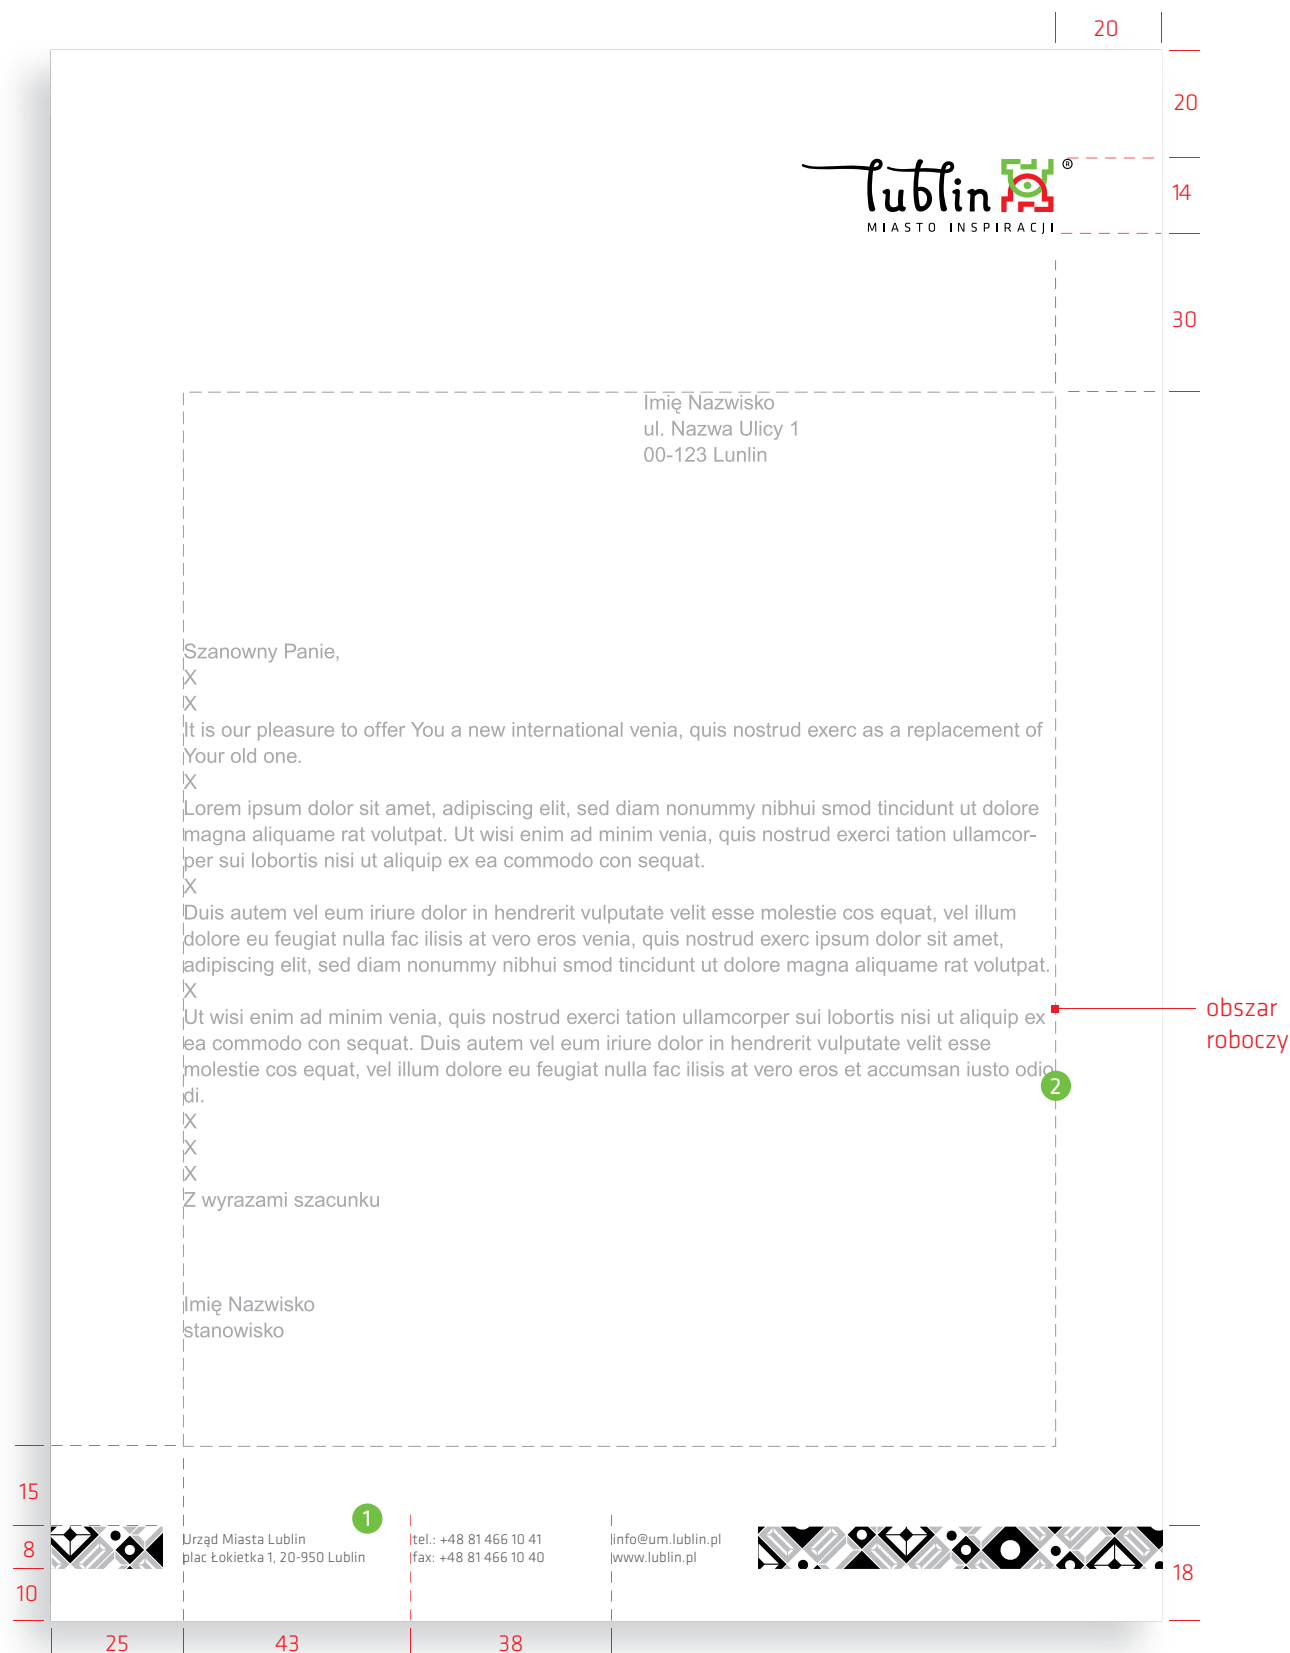 20
20
lublin ®
MIASTO INSPIRACJI
14
30
Imię Nazwisko
ul. Nazwa Ulicy 1
00-123 Lunlin
Szanowny Panie,
X
X
It is our pleasure to offer You a new international venia, quis nostrud exerc as a replacement of
Your old one.
X
Lorem ipsum dolor sit amet, adipiscing elit, sed diam nonummy nibhui smod tincidunt ut dolore
magna aliquame rat volutpat. Ut wisi enim ad minim venia, quis nostrud exerci tation ullamcor-
per sui lobortis nisi ut aliquip ex ea commodo con sequat.
X
Duis autem vel eum iriure dolor in hendrerit vulputate velit esse molestie cos equat, vel illum
dolore eu feugiat nulla fac ilisis at vero eros venia, quis nostrud exerc ipsum dolor sit amet,
adipiscing elit, sed diam nonummy nibhui smod tincidunt ut dolore magna aliquame rat volutpat.
X
Ut wisi enim ad minim venia, quis nostrud exerci tation ullamcorper sui lobortis nisi ut aliquip ex
ea commodo con sequat. Duis autem vel eum iriure dolor in hendrerit vulputate velit esse
molestie cos equat, vel illum dolore eu feugiat nulla fac ilisis at vero eros et accumsan iusto odio
di.
X
X
X
Z wyrazami szacunku
obszar
roboczy
2
Imię Nazwisko
stanowisko
15
8
10
1
Urząd Miasta Lublin
plac Łokietka 1, 20-950 Lublin
tel.: +48 81 466 10 41
fax: +48 81 466 10 40
info@um.lublin.pl
www.lublin.pl
18
25
43
38